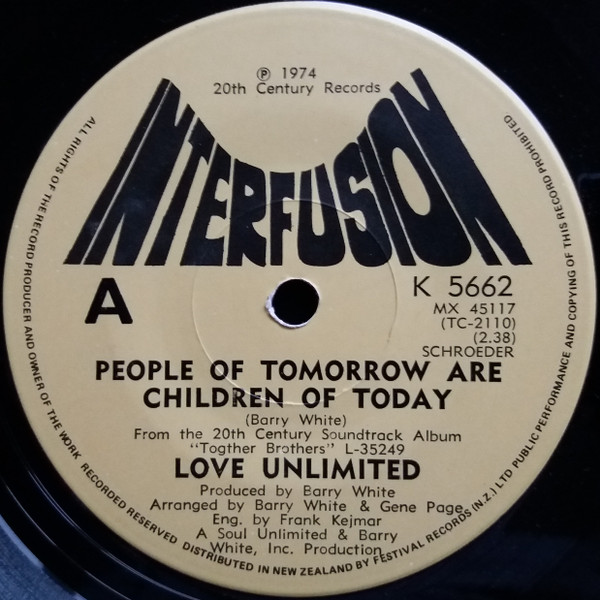 ℗ 1974
20th Century Records
INTERFUSION
A
K 5662
MX 45117
(TC-2110)
(2.38)
SCHROEDER
PEOPLE OF TOMORROW ARE
CHILDREN OF TODAY
(Barry White)
From the 20th Century Soundtrack Album
"Togther Brothers" L-35249
LOVE UNLIMITED
Produced by Barry White
Arranged by Barry White & Gene Page
Eng. by Frank Kejmar
A Soul Unlimited & Barry
White, Inc. Production
ALL RIGHTS OF THE RECORD PRODUCER AND OWNER OF THE WORK RECORDED RESERVED DISTRIBUTED IN NEW ZEALAND BY FESTIVAL RECORDS (N.Z.) LTD PUBLIC PERFORMANCE AND COPYING OF THIS RECORD PROHIBITED